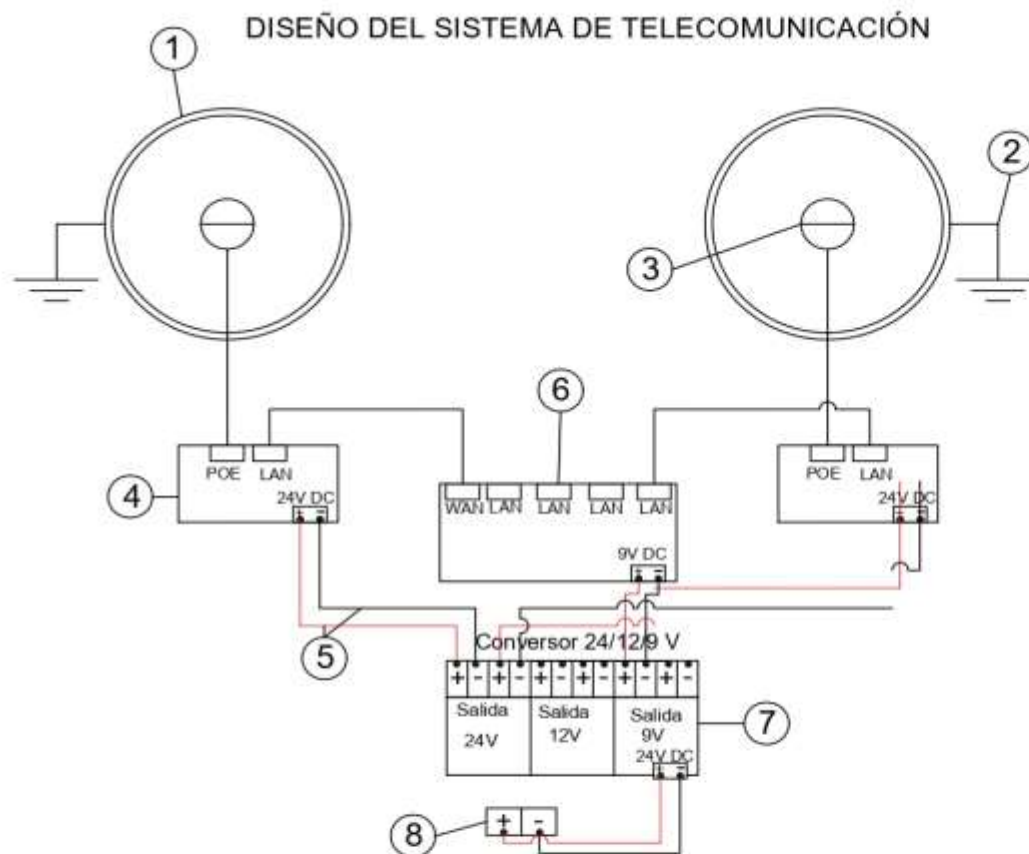 DISEÑO DEL SISTEMA DE TELECOMUNICACIÓN
1
2
3
6
POE LAN
24V DC
+ -
4
WAN LAN LAN LAN LAN
9V DC
+ -
POE LAN
24V DC
+ -
5
Conversor 24/12/9 V
+ - + - + - + - + - + -
Salida 24V
Salida 12V
Salida 9V
24V DC
+ -
7
8
+ -